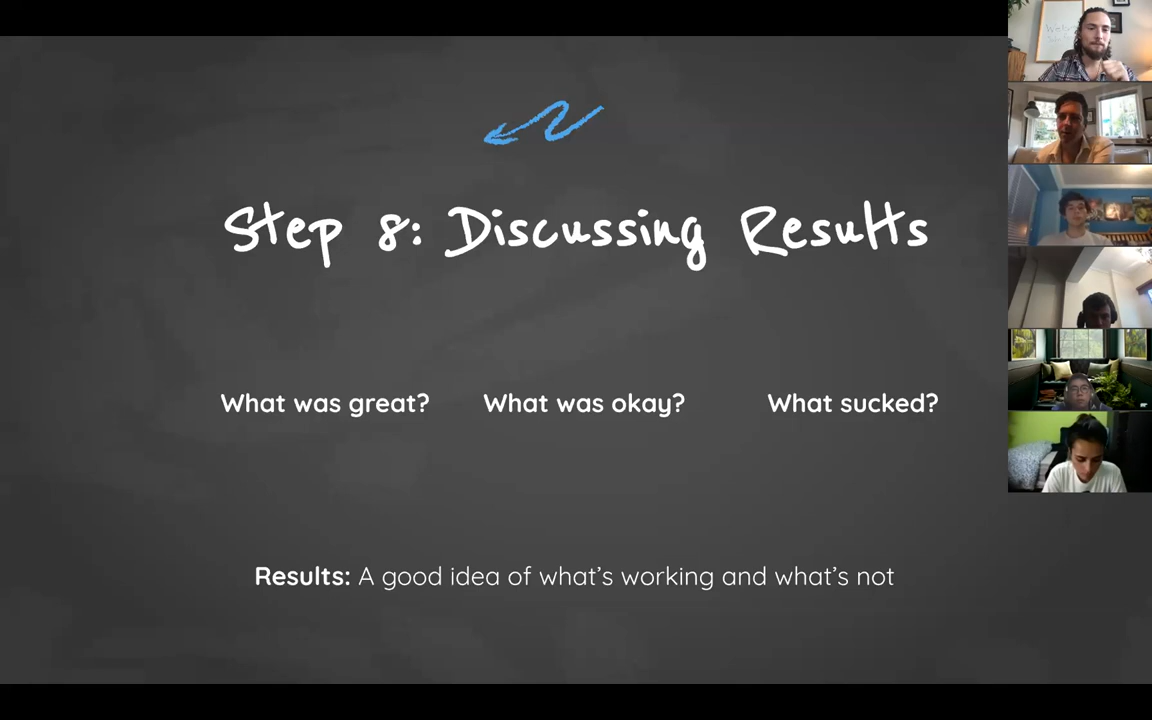 Step 8: Discussing Results
What was great? What was okay? What sucked?
Results: A good idea of what's working and what's not